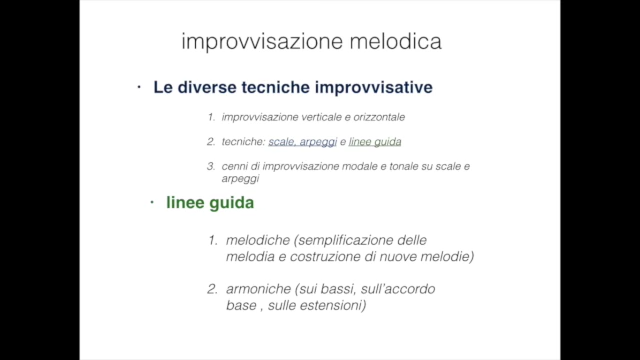 improvvisazione melodica
• Le diverse tecniche improvvisative
1. improvvisazione verticale e orizzontale
2. tecniche: scale, arpeggi e linee guida
3. cenni di improvvisazione modale e tonale su scale e
arpeggi
• linee guida
1. melodiche (semplificazione delle
melodia e costruzione di nuove melodie)
2. armoniche (sui bassi, sull'accordo
base , sulle estensioni)